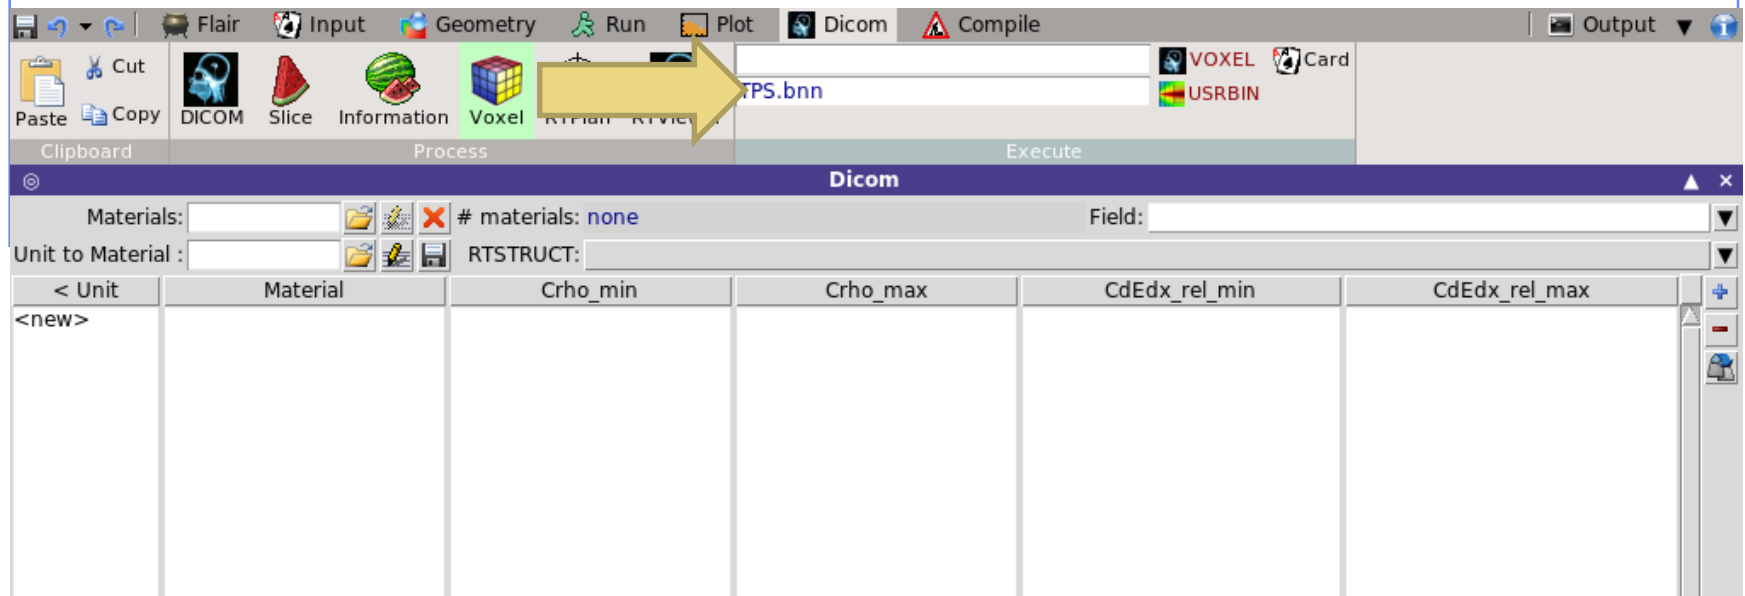 Flair Input Geometry Run Plot Dicom Compile Output
Cut
VOXEL Card
TPS.bnn
USRBIN
Paste Copy DICOM Slice Information Voxel
Clipboard Process Execute
Dicom
Materials: # materials: none Field:
Unit to Material : RTSTRUCT:
< Unit Material Crho_min Crho_max CdEdx_rel_min CdEdx_rel_max
<new>